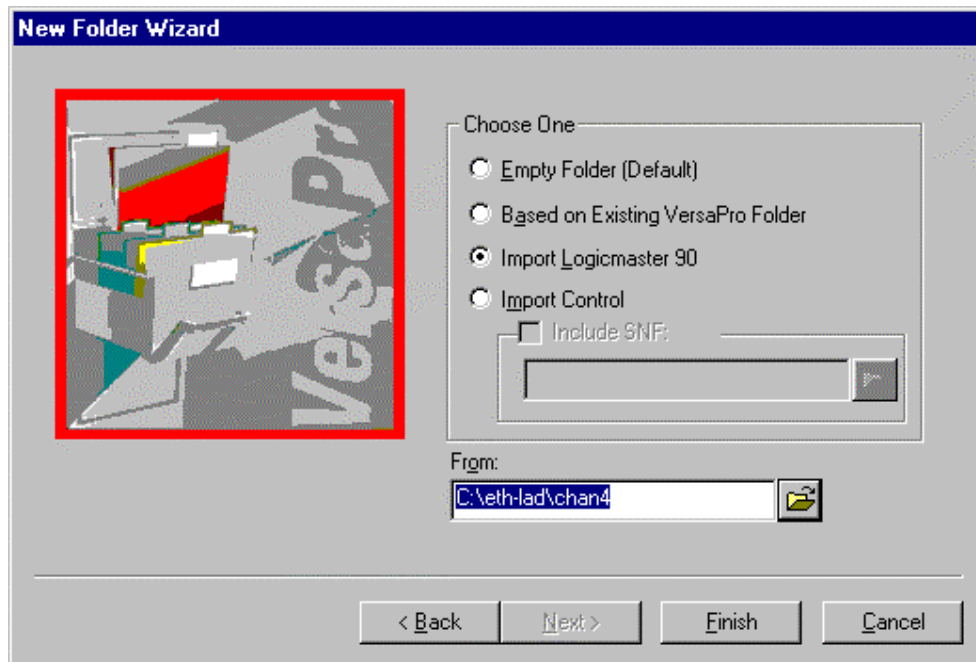 New Folder Wizard
VersaPro
Choose One
Empty Folder (Default)
Based on Existing VersaPro Folder
Import Logicmaster 90
Import Control
Include SNF:
From:
C:\eth-lad\chan4
< Back
Next >
Finish
Cancel